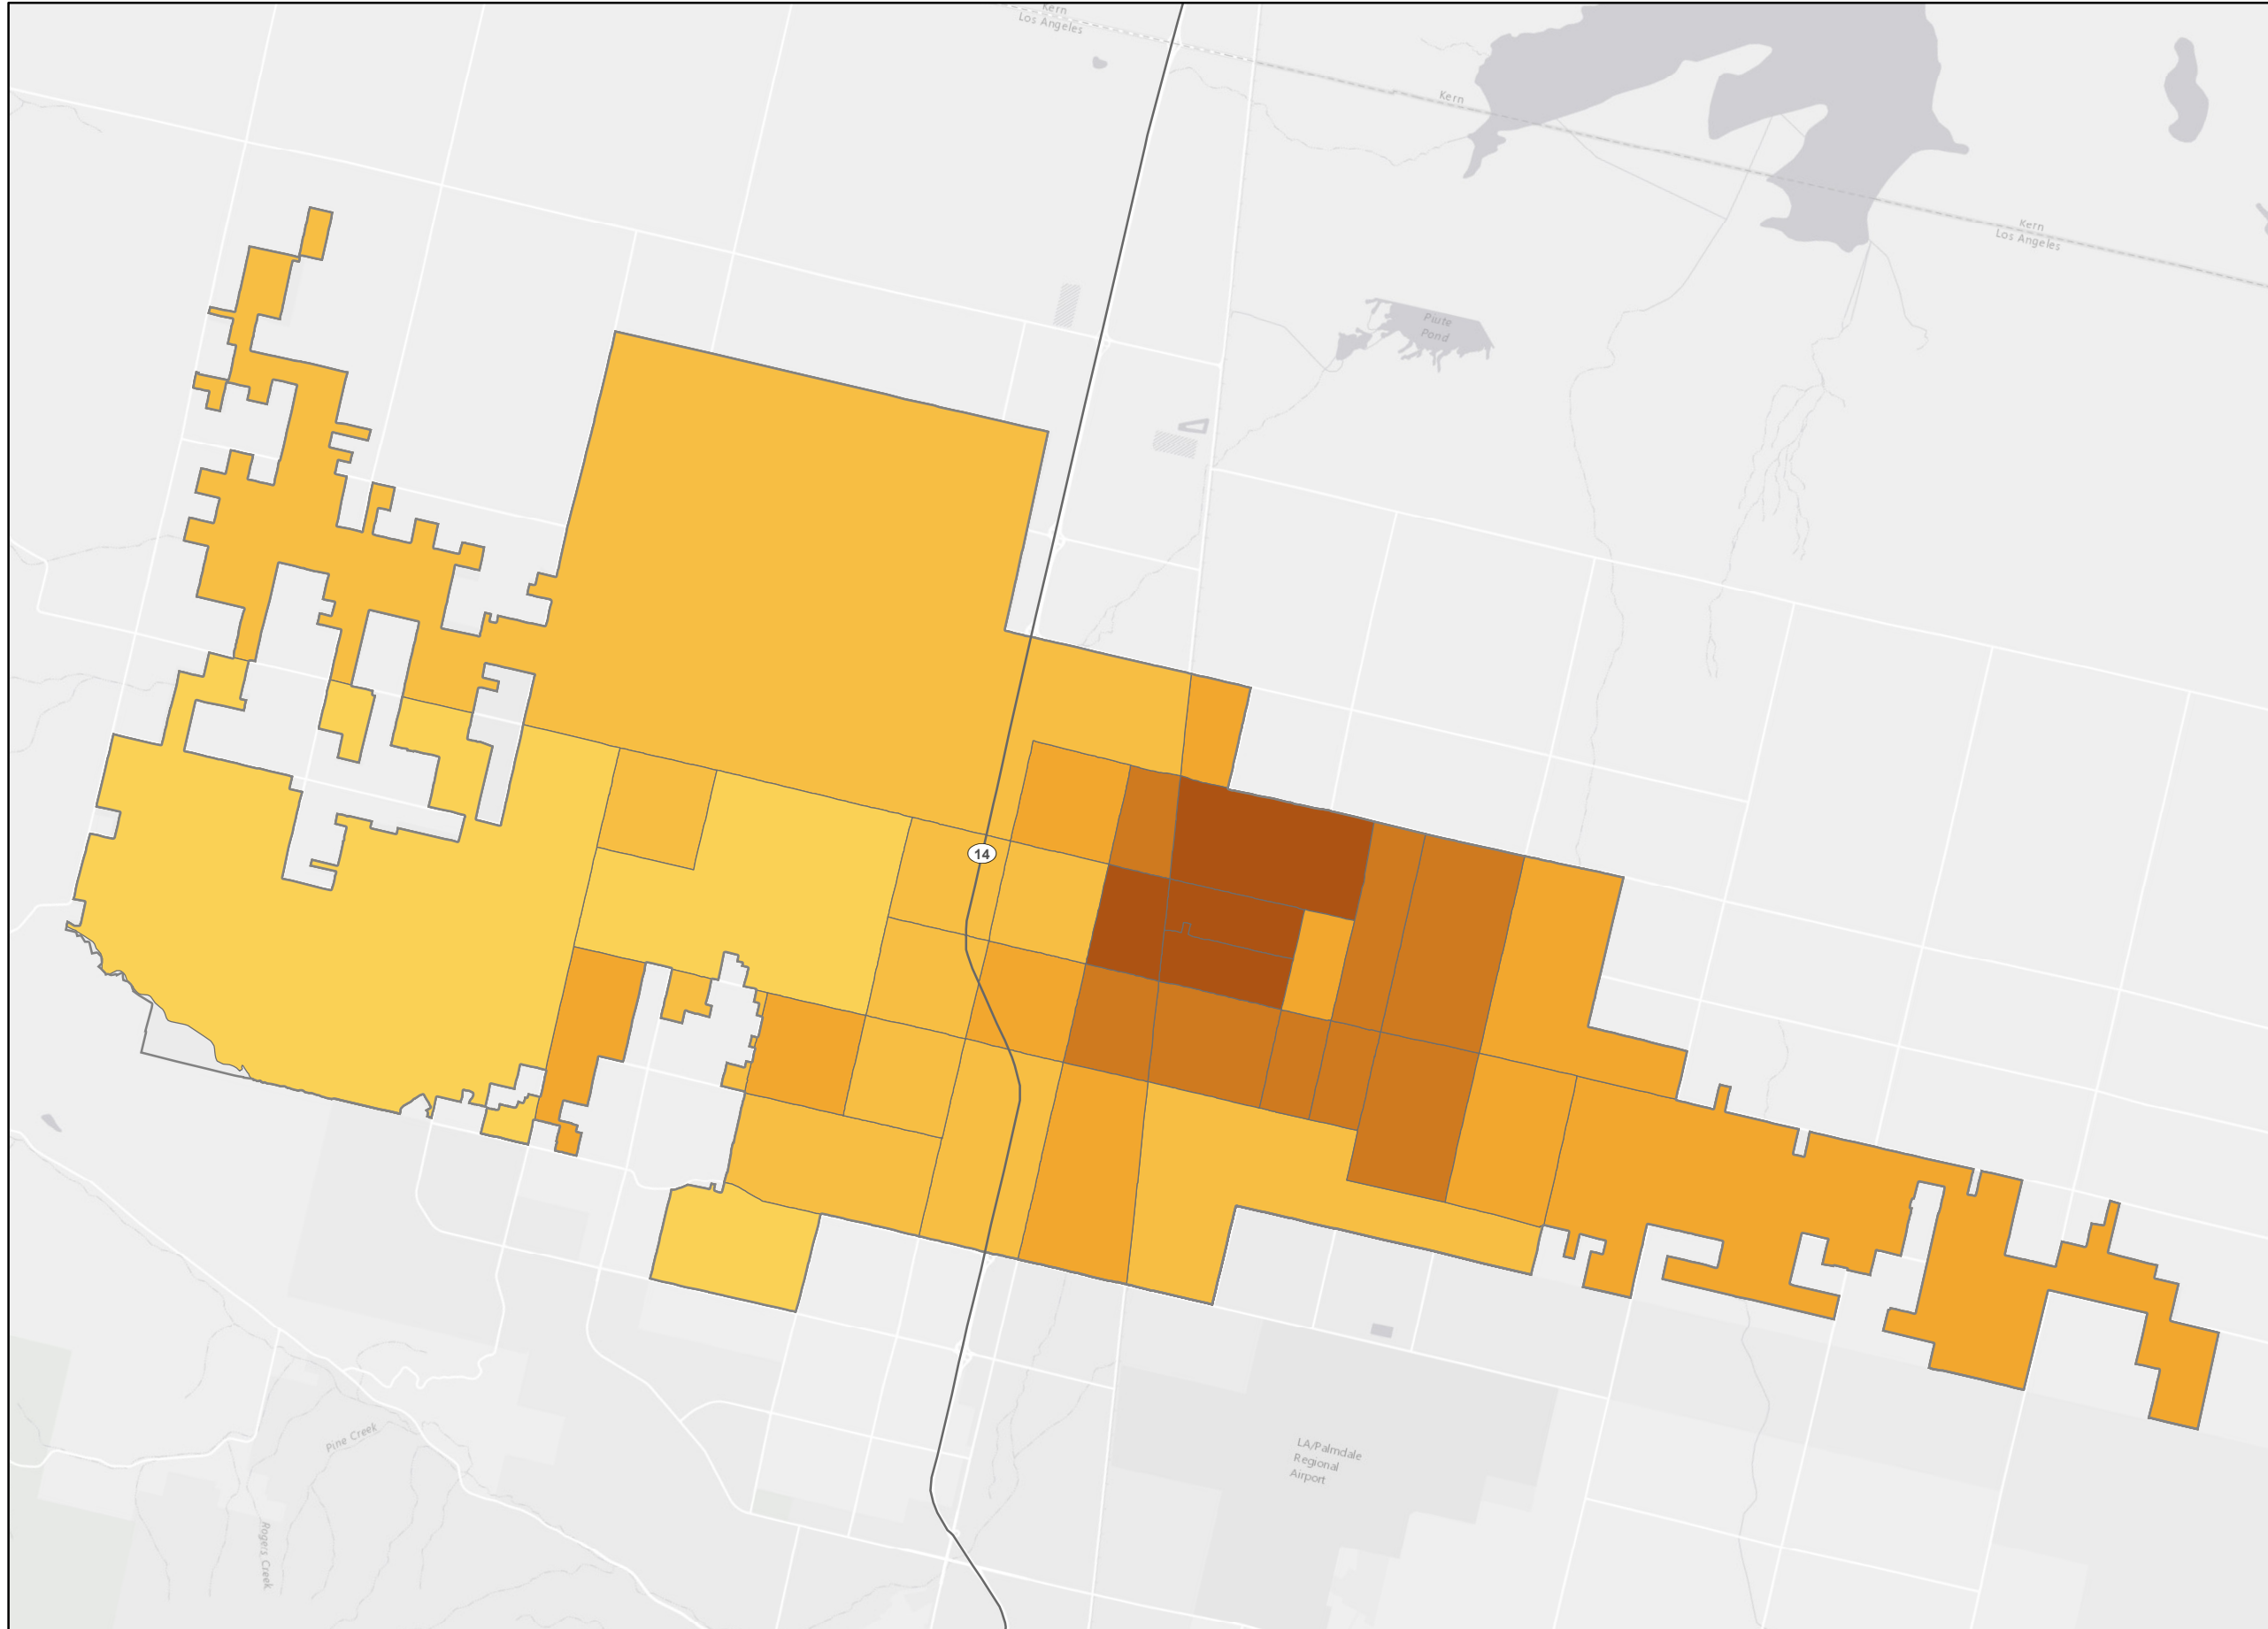 Kern
Los Angeles
Kern
Kern
Los Angeles
Piute
Pond
14
LA/Palmdale
Regional
Airport
Pine Creek
Rogers Creek